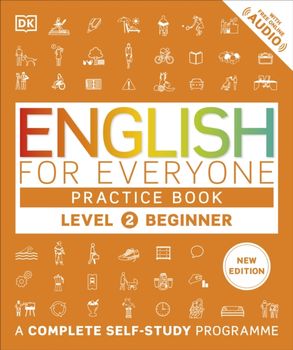 DK
WITH
FREE ONLINE
AUDIO
ENGLISH
FOR EVERYONE
PRACTICE BOOK
LEVEL 2 BEGINNER
NEW
EDITION
A COMPLETE SELF-STUDY PROGRAMME